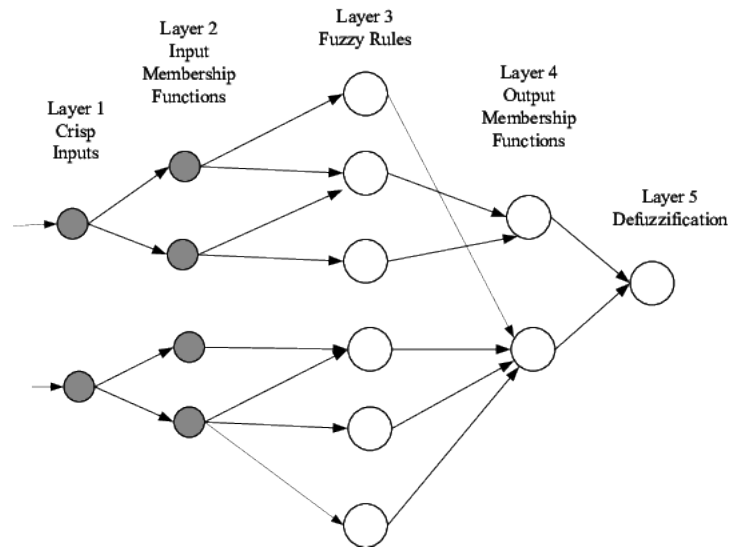 Layer 1
Crisp
Inputs
Layer 2
Input
Membership
Functions
Layer 3
Fuzzy Rules
Layer 4
Output
Membership
Functions
Layer 5
Defuzzification